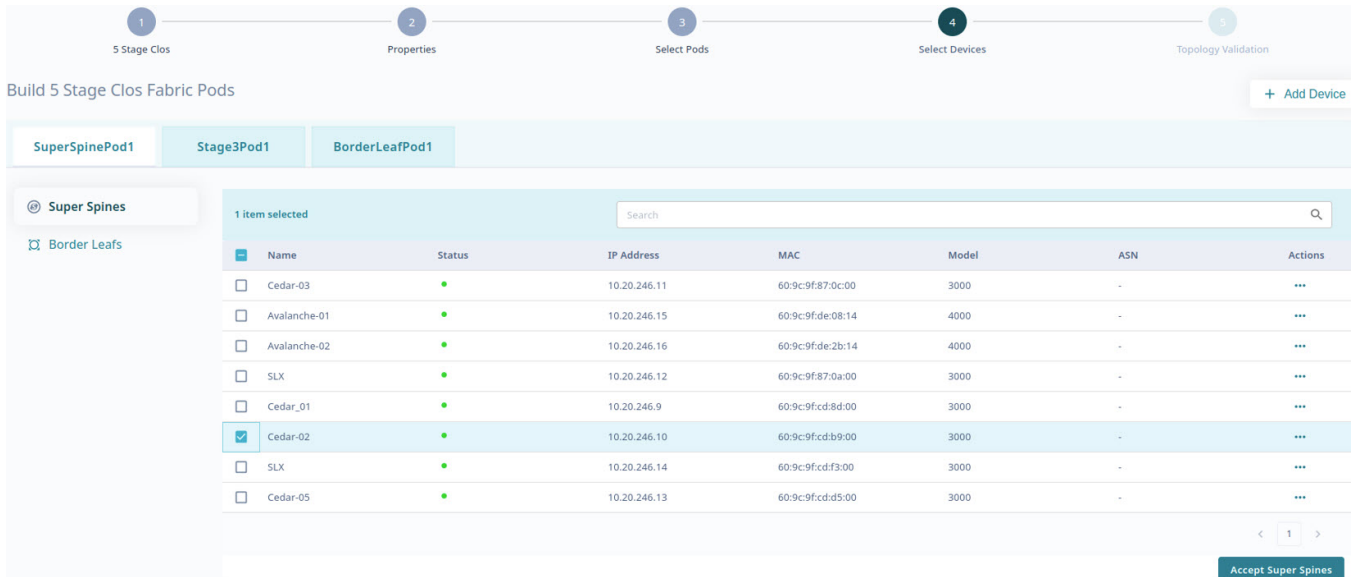 1 2 3 4 5
5 Stage Clos Properties Select Pods Select Devices Topology Validation
Build 5 Stage Clos Fabric Pods
+ Add Device
SuperSpinePod1 Stage3Pod1 BorderLeafPod1
Super Spines
Border Leafs
1 item selected Search
Name Status IP Address MAC Model ASN Actions
Cedar-03 10.20.246.11 60:9c:9f:87:0c:00 3000 - •••
Avalanche-01 10.20.246.15 60:9c:9f:de:08:14 4000 - •••
Avalanche-02 10.20.246.16 60:9c:9f:de:2b:14 4000 - •••
SLX 10.20.246.12 60:9c:9f:87:0a:00 3000 - •••
Cedar_01 10.20.246.9 60:9c:9f:cd:8d:00 3000 - •••
Cedar-02 10.20.246.10 60:9c:9f:cd:b9:00 3000 - •••
SLX 10.20.246.14 60:9c:9f:cd:f3:00 3000 - •••
Cedar-05 10.20.246.13 60:9c:9f:cd:d5:00 3000 - •••
< 1 >
Accept Super Spines